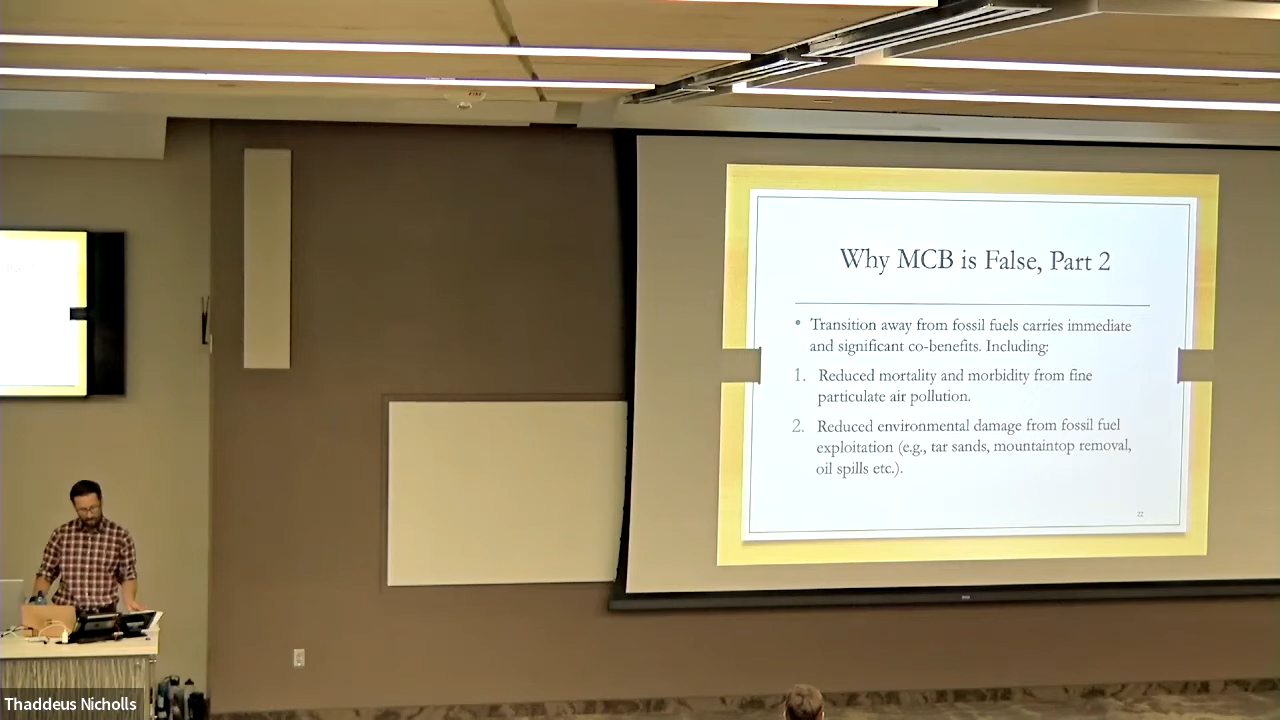 Why MCB is False, Part 2
• Transition away from fossil fuels carries immediate
and significant co-benefits. Including:
1. Reduced mortality and morbidity from fine
particulate air pollution.
2. Reduced environmental damage from fossil fuel
exploitation (e.g., tar sands, mountaintop removal,
oil spills etc.).
22
Thaddeus Nicholls